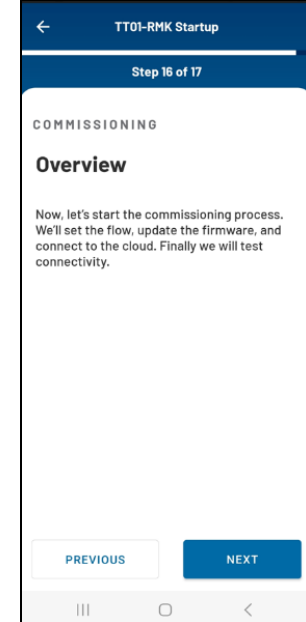 TT01-RMK Startup
Step 16 of 17
COMMISSIONING
Overview
Now, let's start the commissioning process.
We'll set the flow, update the firmware, and
connect to the cloud. Finally we will test
connectivity.
PREVIOUS
NEXT